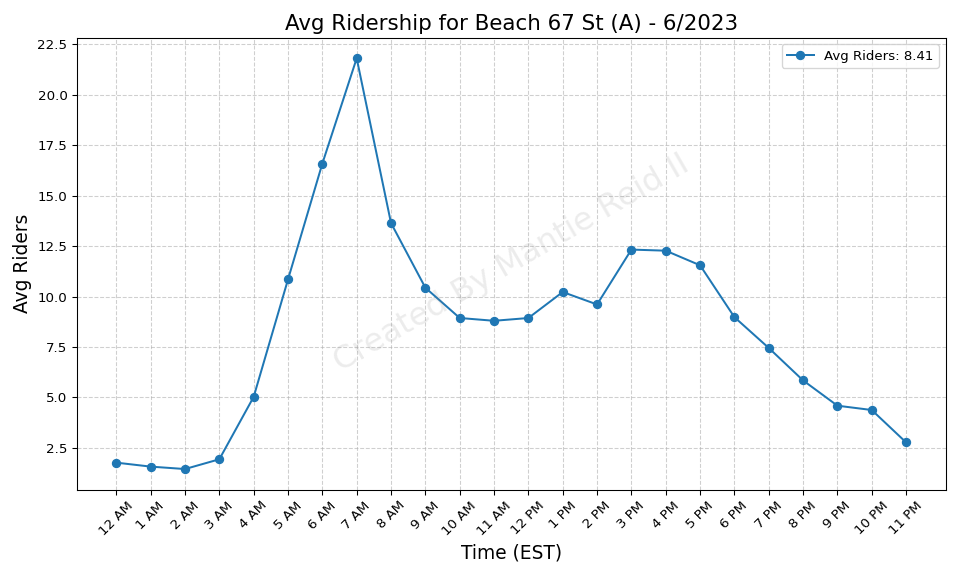 Avg Ridership for Beach 67 St (A) - 6/2023
Avg Riders: 8.41
22.5
20.0
17.5
15.0
12.5
10.0
7.5
5.0
2.5
Avg Riders
Created By Mantie Reid II
12 AM 1 AM 2 AM 3 AM 4 AM 5 AM 6 AM 7 AM 8 AM 9 AM 10 AM 11 AM 12 PM 1 PM 2 PM 3 PM 4 PM 5 PM 6 PM 7 PM 8 PM 9 PM 10 PM 11 PM
Time (EST)